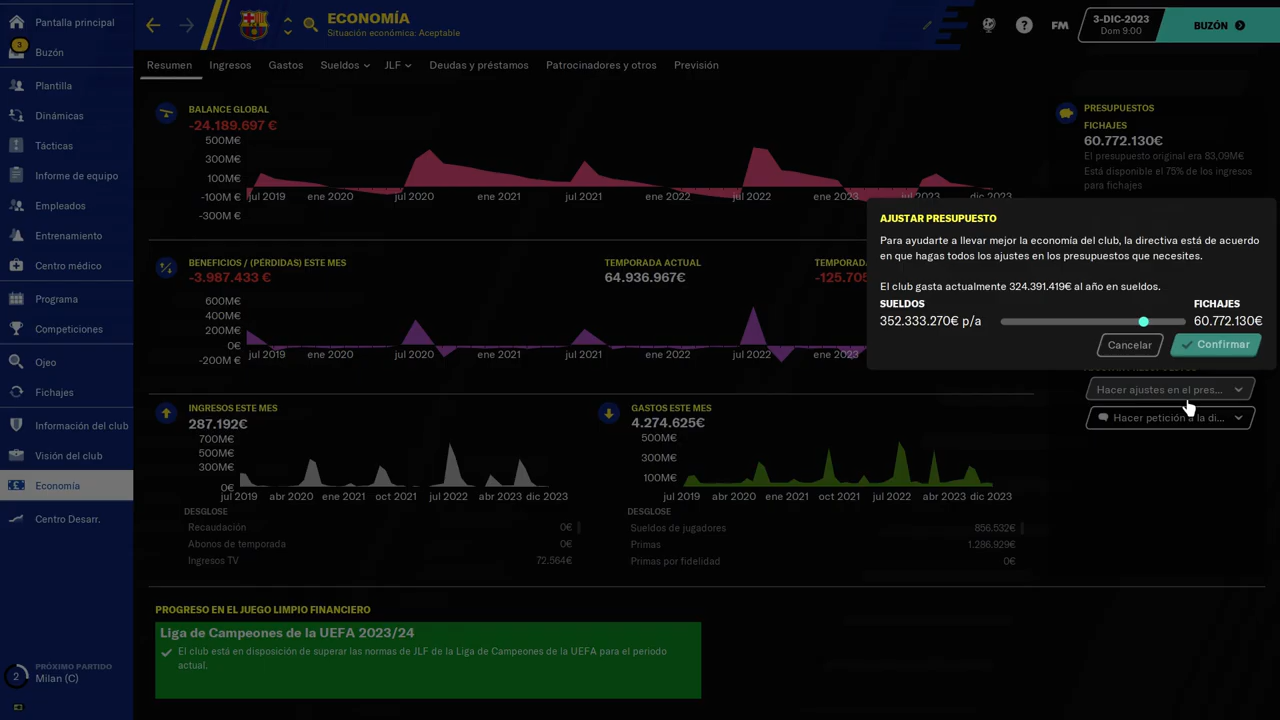 Pantalla principal
3
Buzón
Plantilla
Dinámicas
Tácticas
Informe de equipo
Empleados
Entrenamiento
Centro médico
Programa
Competiciones
Ojeo
Fichajes
Información del club
Visión del club
Economía
Centro Desarr.
2
PRÓXIMO PARTIDO
Milan (C)
ECONOMÍA
Situación económica: Aceptable
?
FM
3-DIC-2023
Dom 9:00
BUZÓN
Resumen
Ingresos
Gastos
Sueldos
JLF
Deudas y préstamos
Patrocinadores y otros
Previsión
BALANCE GLOBAL
-24.189.697 €
500M€
300M€
100M€
-100M€
-300M€
jul 2019
ene 2020
jul 2020
ene 2021
jul 2021
ene 2022
jul 2022
ene 2023
jul 2023
dic 2023
PRESUPUESTOS
FICHAJES
60.772.130€
El presupuesto original era 83,09M€
Está disponible el 75% de los ingresos
para fichajes
AJUSTAR PRESUPUESTO
Para ayudarte a llevar mejor la economía del club, la directiva está de acuerdo
en que hagas todos los ajustes en los presupuestos que necesites.
El club gasta actualmente 324.391.419€ al año en sueldos.
SUELDOS
FICHAJES
352.333.270€ p/a
60.772.130€
Cancelar
Confirmar
Hacer ajustes en el pres...
Hacer petición a la di...
BENEFICIOS / (PÉRDIDAS) ESTE MES
-3.987.433 €
TEMPORADA ACTUAL
64.936.967€
TEMPORADA
-125.705
600M€
400M€
200M€
0€
-200M€
jul 2019
ene 2020
jul 2020
ene 2021
jul 2021
ene 2022
jul 2022
INGRESOS ESTE MES
287.192€
700M€
500M€
300M€
0€
jul 2019
abr 2020
ene 2021
oct 2021
jul 2022
abr 2023
dic 2023
DESGLOSE
Recaudación 0€
Abonos de temporada 0€
Ingresos TV 72.564€
GASTOS ESTE MES
4.274.625€
500M€
300M€
100M€
jul 2019
abr 2020
ene 2021
oct 2021
jul 2022
abr 2023
dic 2023
DESGLOSE
Sueldos de jugadores 856.532€
Primas 1.286.929€
Primas por fidelidad 0€
PROGRESO EN EL JUEGO LIMPIO FINANCIERO
Liga de Campeones de la UEFA 2023/24
El club está en disposición de superar las normas de JLF de la Liga de Campeones de la UEFA para el periodo
actual.